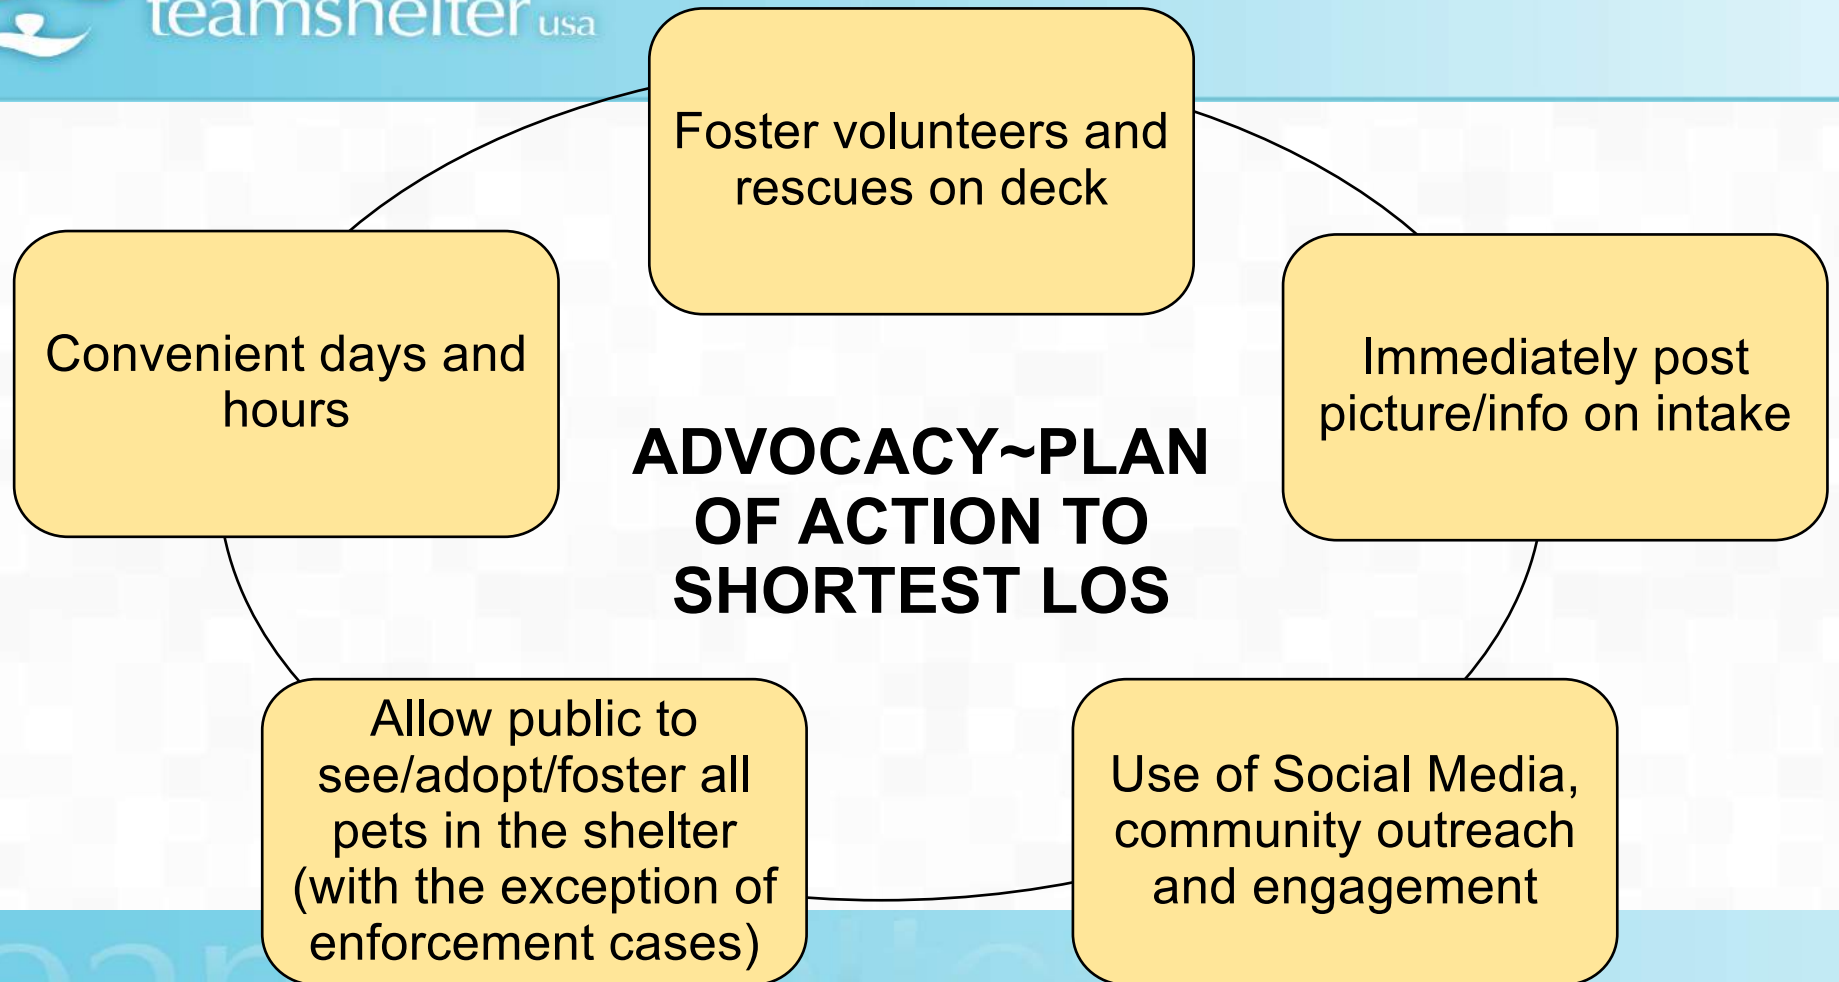 teamshelter usa
Foster volunteers and
rescues on deck
Convenient days and
hours
Immediately post
picture/info on intake
ADVOCACY~PLAN
OF ACTION TO
SHORTEST LOS
Allow public to
see/adopt/foster all
pets in the shelter
(with the exception of
enforcement cases)
Use of Social Media,
community outreach
and engagement